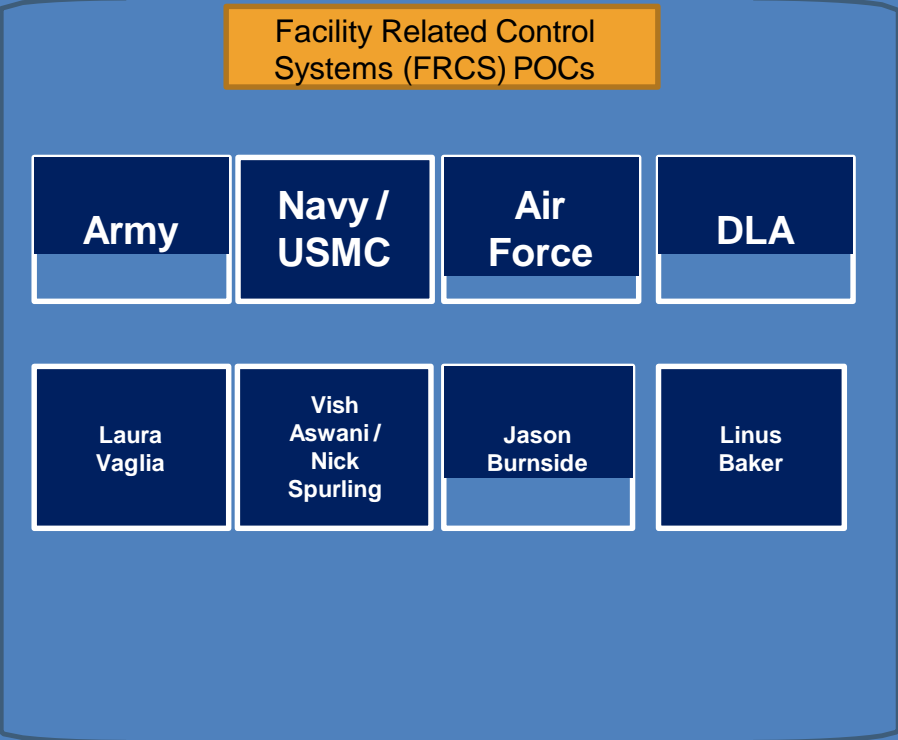 Facility Related Control
Systems (FRCS) POCs
Army
Navy /
USMC
Air
Force
DLA
Laura
Vaglia
Vish
Aswani /
Nick
Spurling
Jason
Burnside
Linus
Baker